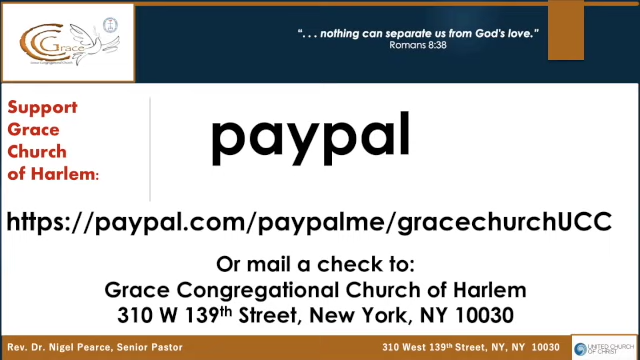 Grace
". . . nothing can separate us from God's love."
Romans 8:38
Support
Grace
Church
of Harlem:
paypal
https://paypal.com/paypalme/gracechurchUCC
Or mail a check to:
Grace Congregational Church of Harlem
310 W 139th Street, New York, NY 10030
Rev. Dr. Nigel Pearce, Senior Pastor
310 West 139th Street, NY, NY 10030
UNITED CHURCH
OF CHRIST